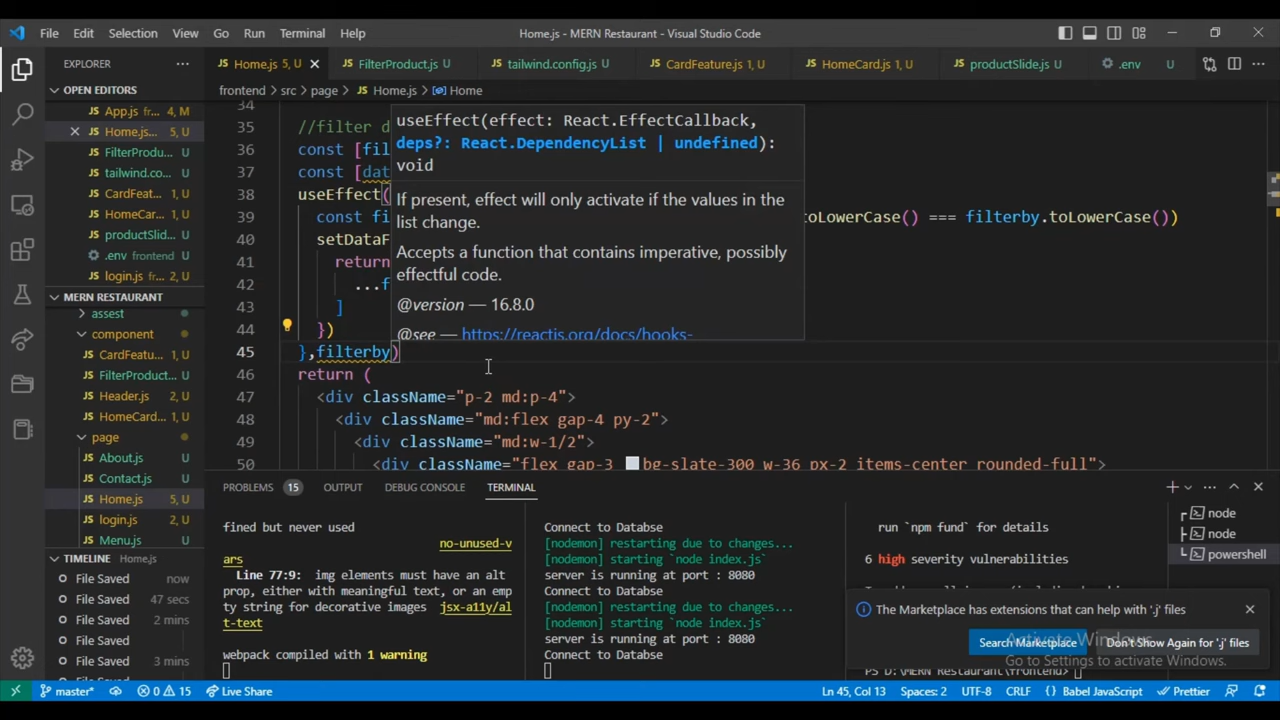 File Edit Selection View Go Run Terminal Help
Home.js - MERN Restaurant - Visual Studio Code
EXPLORER
OPEN EDITORS
App.js fr... 4, M
Home.js... 5, U
FilterProdu... U
tailwind.co... U
CardFeat... 1, U
HomeCar... 1, U
productSlid... U
.env frontend U
login.js f... 2, U
MERN RESTAURANT
assest
component
CardFeatu... 1, U
FilterProduct... U
Header.js 2, U
HomeCar... 1, U
page
About.js U
Contact.js U
Home.js 5, U
login.js 2, U
Menu.js U
TIMELINE Home.js
File Saved now
File Saved 47 secs
File Saved 2 mins
File Saved
File Saved 3 mins
Home.js 5, U
FilterProduct.js U
tailwind.config.js U
CardFeature.js 1, U
HomeCard.js 1, U
productSlide.js U
.env U
frontend > src > page > Home.js > Home
34
35 //filter d
36 const [fil
37 const [dat
38 useEffect(
39 const fi toLowerCase() === filterby.toLowerCase())
40 setDataF
41 return
42 ...f
43 ]
44 })
45 },filterby)
46 return (
47 <div className="p-2 md:p-4">
48 <div className="md:flex gap-4 py-2">
49 <div className="md:w-1/2">
50 <div className="flex gap-3 bg-slate-300 w-36 px-2 items-center rounded-full">
useEffect(effect: React.EffectCallback,
deps?: React.DependencyList | undefined):
void
If present, effect will only activate if the values in the
list change.
Accepts a function that contains imperative, possibly
effectful code.
@version — 16.8.0
@see — https://reactjs.org/docs/hooks-
PROBLEMS 15 OUTPUT DEBUG CONSOLE TERMINAL
fined but never used
no-unused-v
ars
Line 77:9: img elements must have an alt
prop, either with meaningful text, or an emp
ty string for decorative images jsx-a11y/al
t-text
webpack compiled with 1 warning
Connect to Databse
[nodemon] restarting due to changes...
[nodemon] starting `node index.js`
server is running at port : 8080
Connect to Databse
[nodemon] restarting due to changes...
[nodemon] starting `node index.js`
server is running at port : 8080
Connect to Databse
run `npm fund` for details
6 high severity vulnerabilities
node
node
powershell
The Marketplace has extensions that can help with '.j' files
Search Marketplace
Don't Show Again for '.j' files
Activate Windows
Go to Settings to activate Windows.
PS D:\MERN Restaurant\frontend>
master* 0 15 Live Share
Ln 45, Col 13 Spaces: 2 UTF-8 CRLF {} Babel JavaScript Prettier